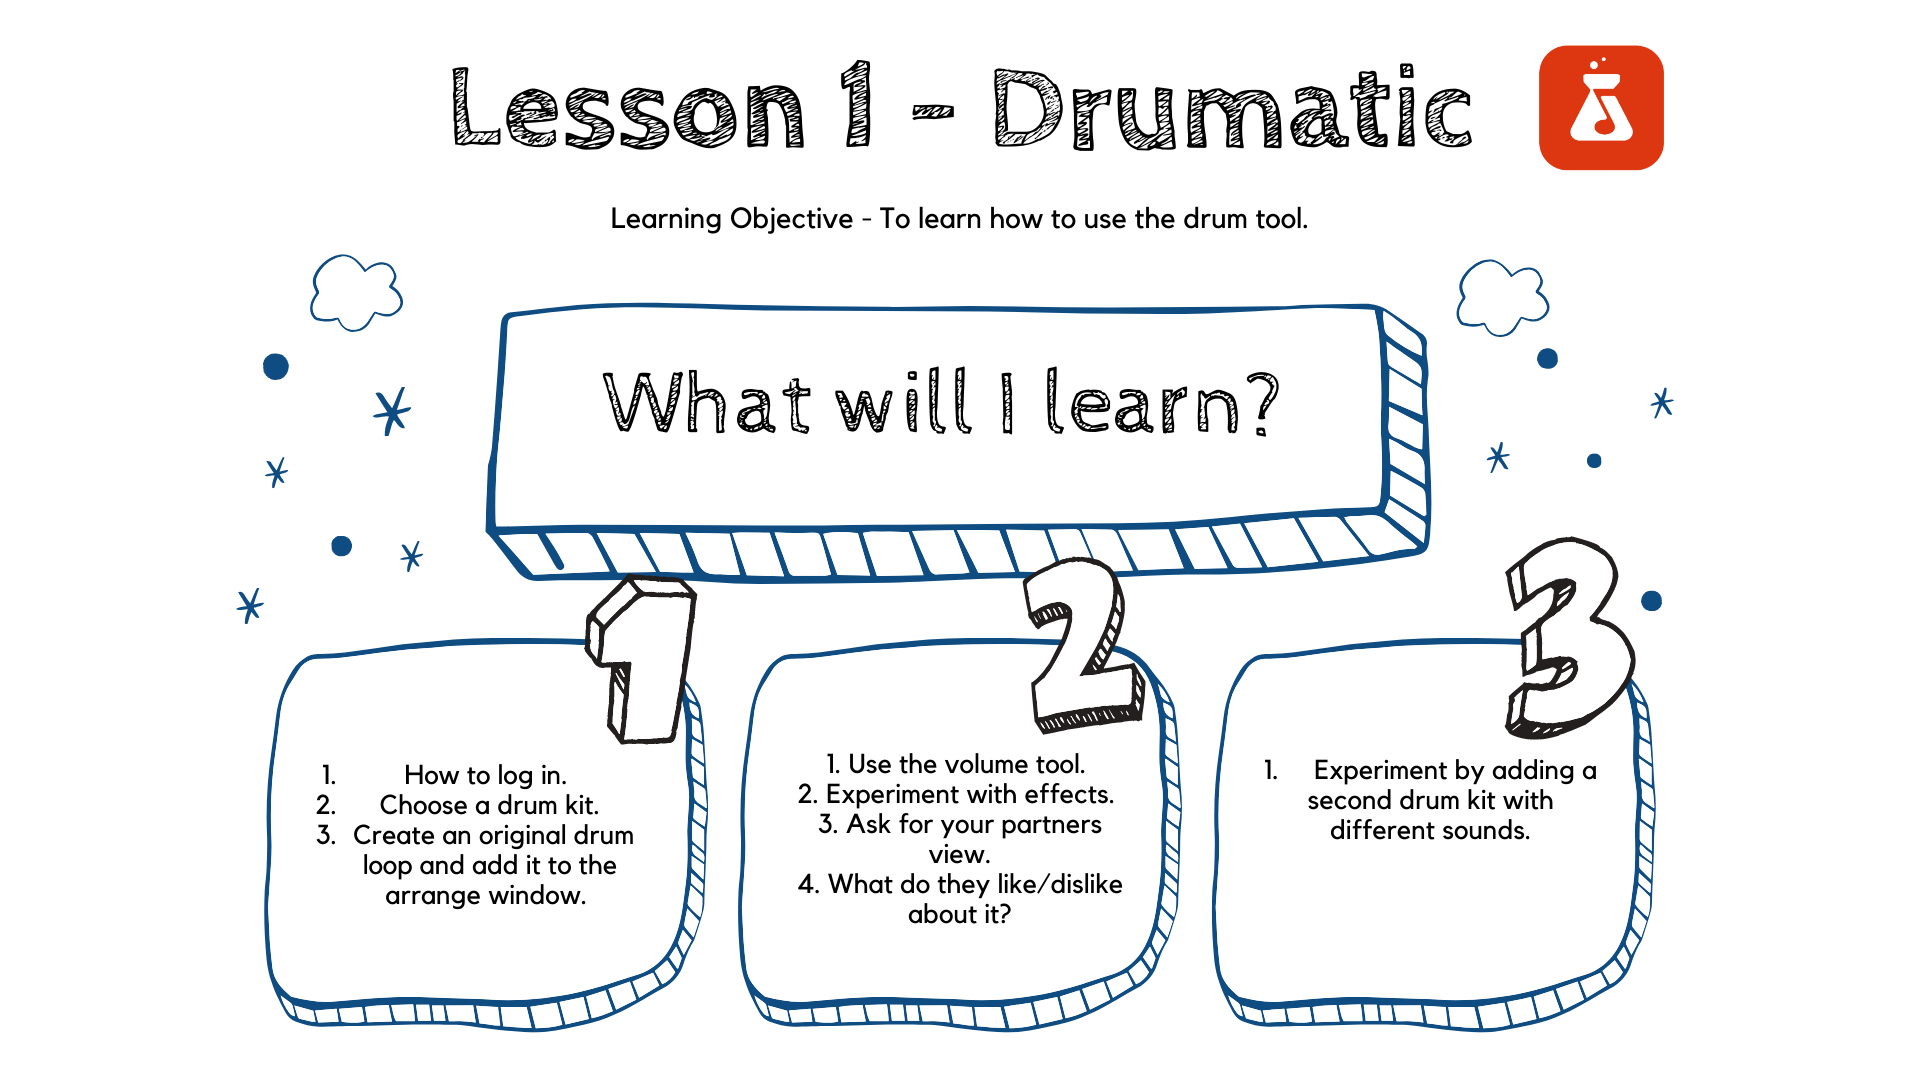 Lesson 1 - Drumatic
Learning Objective - To learn how to use the drum tool.
What will I learn?
1
1. How to log in.
2. Choose a drum kit.
3. Create an original drum
loop and add it to the
arrange window.
2
1. Use the volume tool.
2. Experiment with effects.
3. Ask for your partners
view.
4. What do they like/dislike
about it?
3
1. Experiment by adding a
second drum kit with
different sounds.